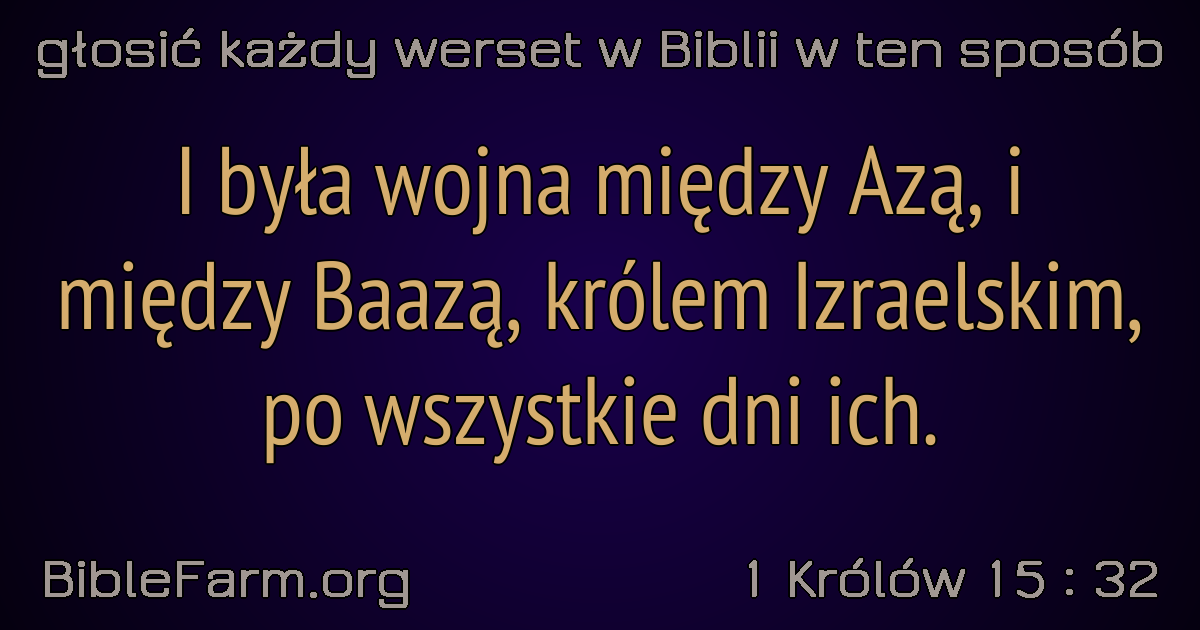 głosić każdy werset w Biblii w ten sposób
I była wojna między Azą, i
między Baazą, królem Izraelskim,
po wszystkie dni ich.
BibleFarm.org
1 Królów 15 : 32